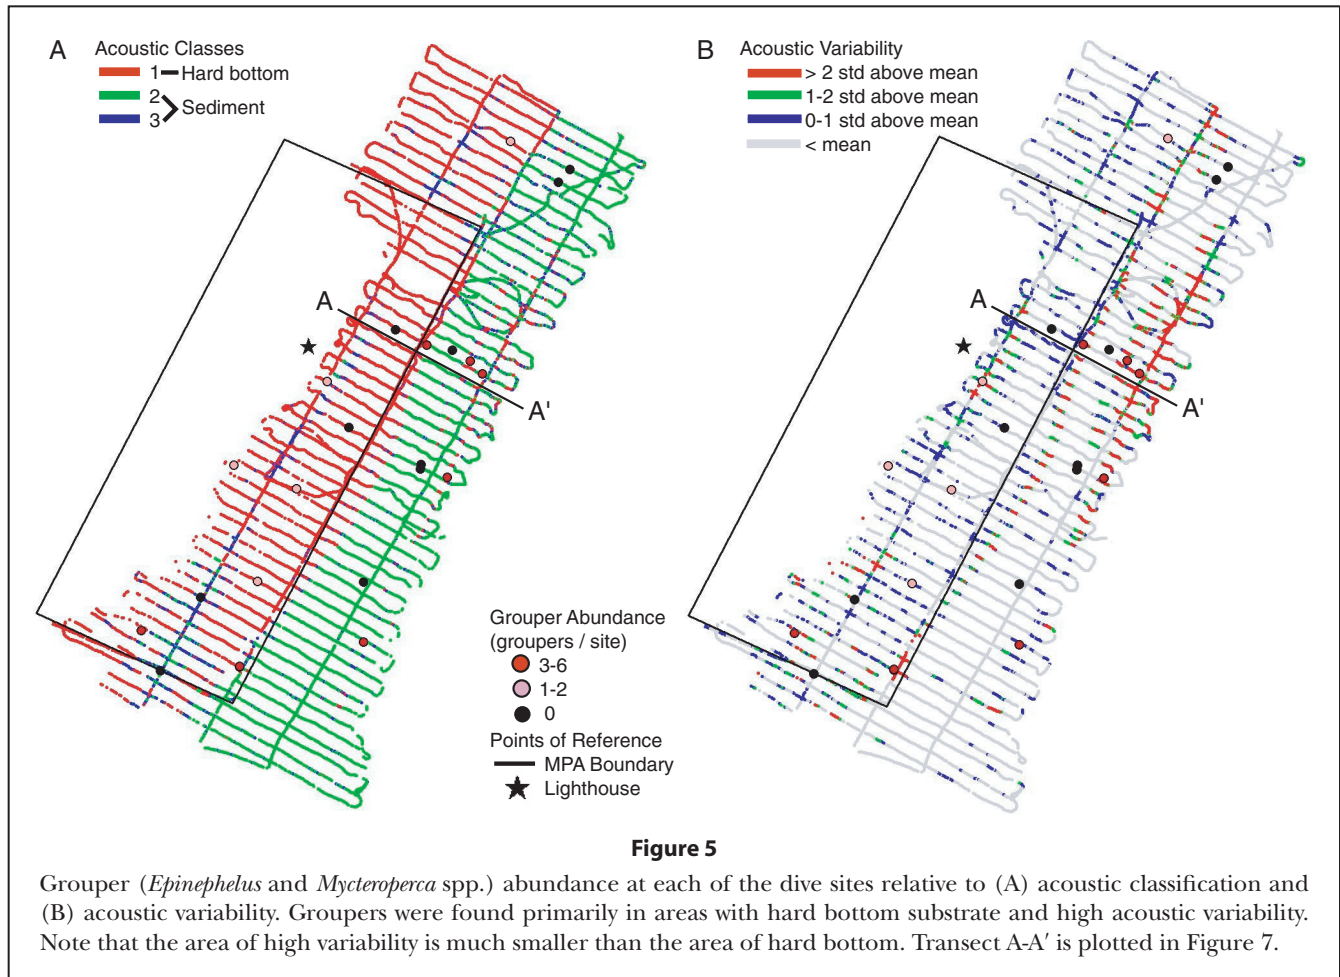 A
Acoustic Classes
1 Hard bottom
2
Sediment
3
B
Acoustic Variability
> 2 std above mean
1-2 std above mean
0-1 std above mean
< mean
A
A'
A
A'
Grouper Abundance
(groupers / site)
3-6
1-2
0
Points of Reference
MPA Boundary
Lighthouse
Figure 5
Grouper (Epinephelus and Mycteroperca spp.) abundance at each of the dive sites relative to (A) acoustic classification and
(B) acoustic variability. Groupers were found primarily in areas with hard bottom substrate and high acoustic variability.
Note that the area of high variability is much smaller than the area of hard bottom. Transect A-A′ is plotted in Figure 7.